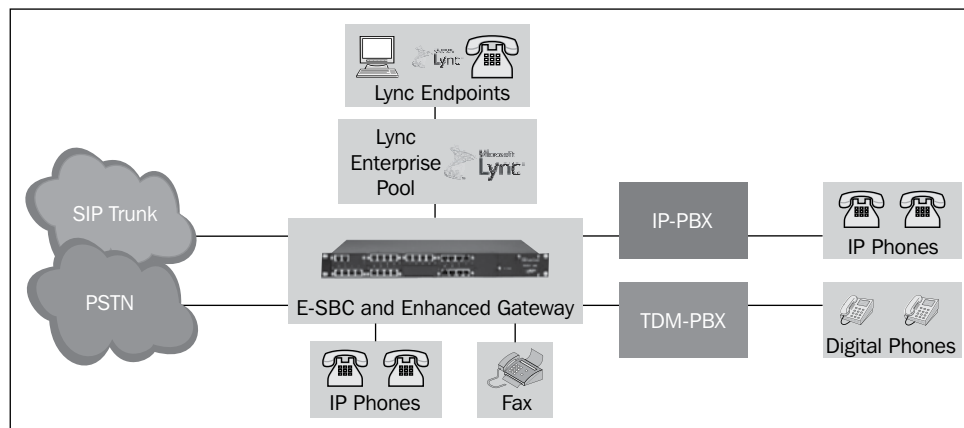 Lync
Lync Endpoints
Lync
Enterprise
Pool
Microsoft
Lync
SIP Trunk
PSTN
E-SBC and Enhanced Gateway
IP-PBX
IP Phones
TDM-PBX
Digital Phones
IP Phones
Fax